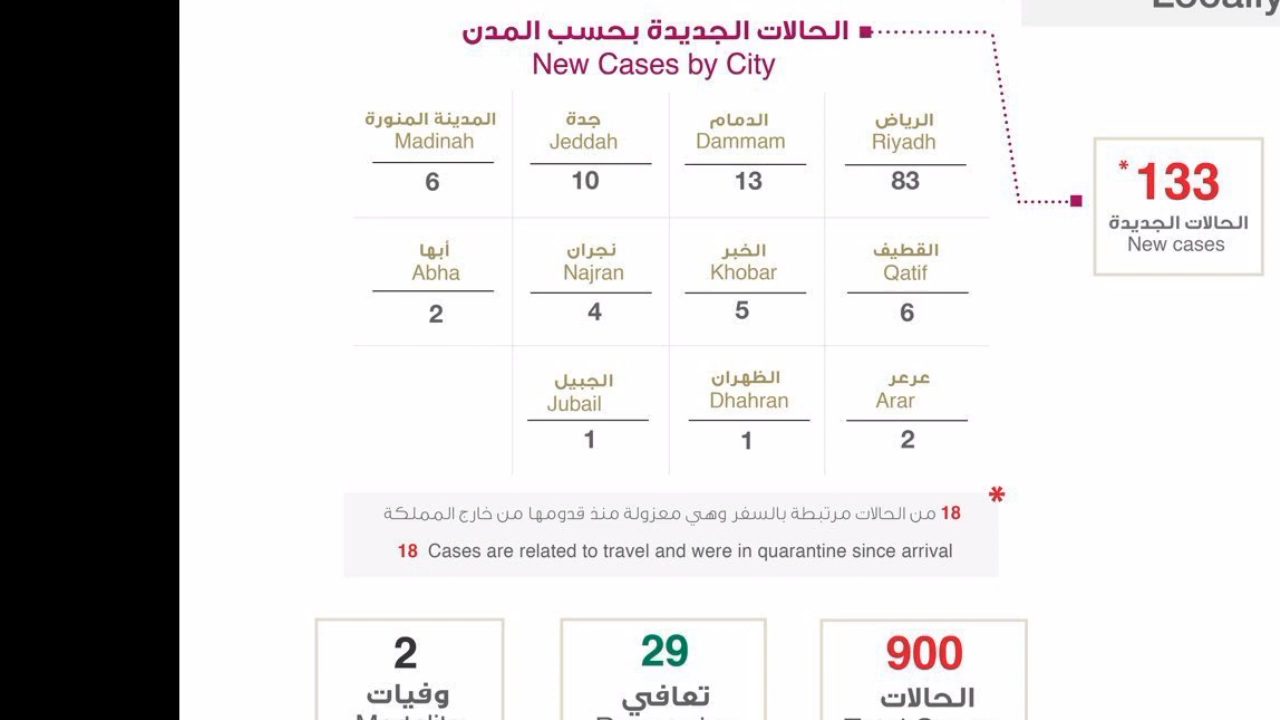 الحالات الجديدة بحسب المدن
New Cases by City
الرياض
Riyadh
83
الدمام
Dammam
13
جدة
Jeddah
10
المدينة المنورة
Madinah
6
القطيف
Qatif
6
الخبر
Khobar
5
نجران
Najran
4
أبها
Abha
2
عرعر
Arar
2
الظهران
Dhahran
1
الجبيل
Jubail
1
* 133
الحالات الجديدة
New cases
*
18 من الحالات مرتبطة بالسفر وهي معزولة منذ قدومها من خارج المملكة
18 Cases are related to travel and were in quarantine since arrival
900
الحالات
29
تعافي
2
وفيات